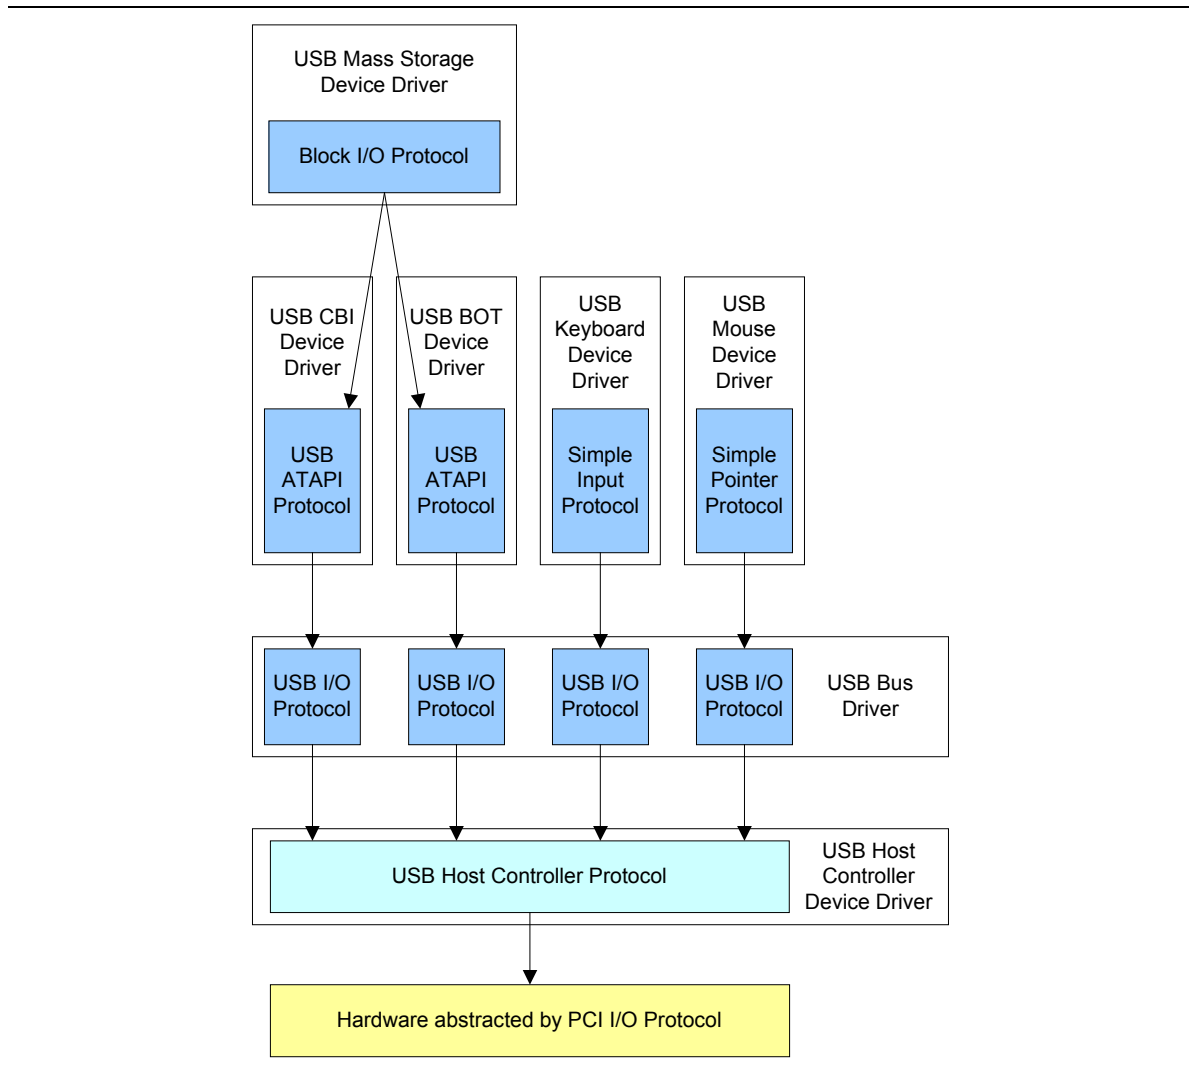 USB Mass Storage
Device Driver
Block I/O Protocol
USB CBI
Device
Driver
USB BOT
Device
Driver
USB
Keyboard
Device
Driver
USB
Mouse
Device
Driver
USB
ATAPI
Protocol
USB
ATAPI
Protocol
Simple
Input
Protocol
Simple
Pointer
Protocol
USB I/O
Protocol
USB I/O
Protocol
USB I/O
Protocol
USB I/O
Protocol
USB Bus
Driver
USB Host Controller Protocol
USB Host
Controller
Device Driver
Hardware abstracted by PCI I/O Protocol